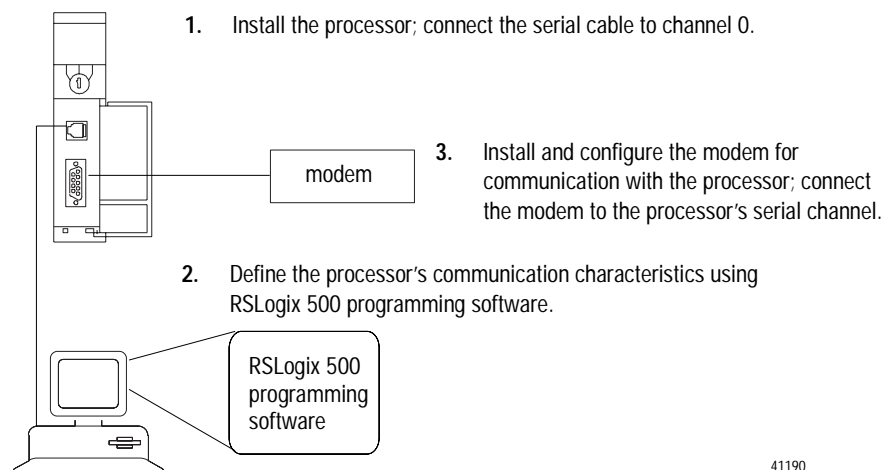 1. Install the processor; connect the serial cable to channel 0.
modem
3. Install and configure the modem for
communication with the processor; connect
the modem to the processor's serial channel.
2. Define the processor's communication characteristics using
RSLogix 500 programming software.
RSLogix 500
programming
software
41190